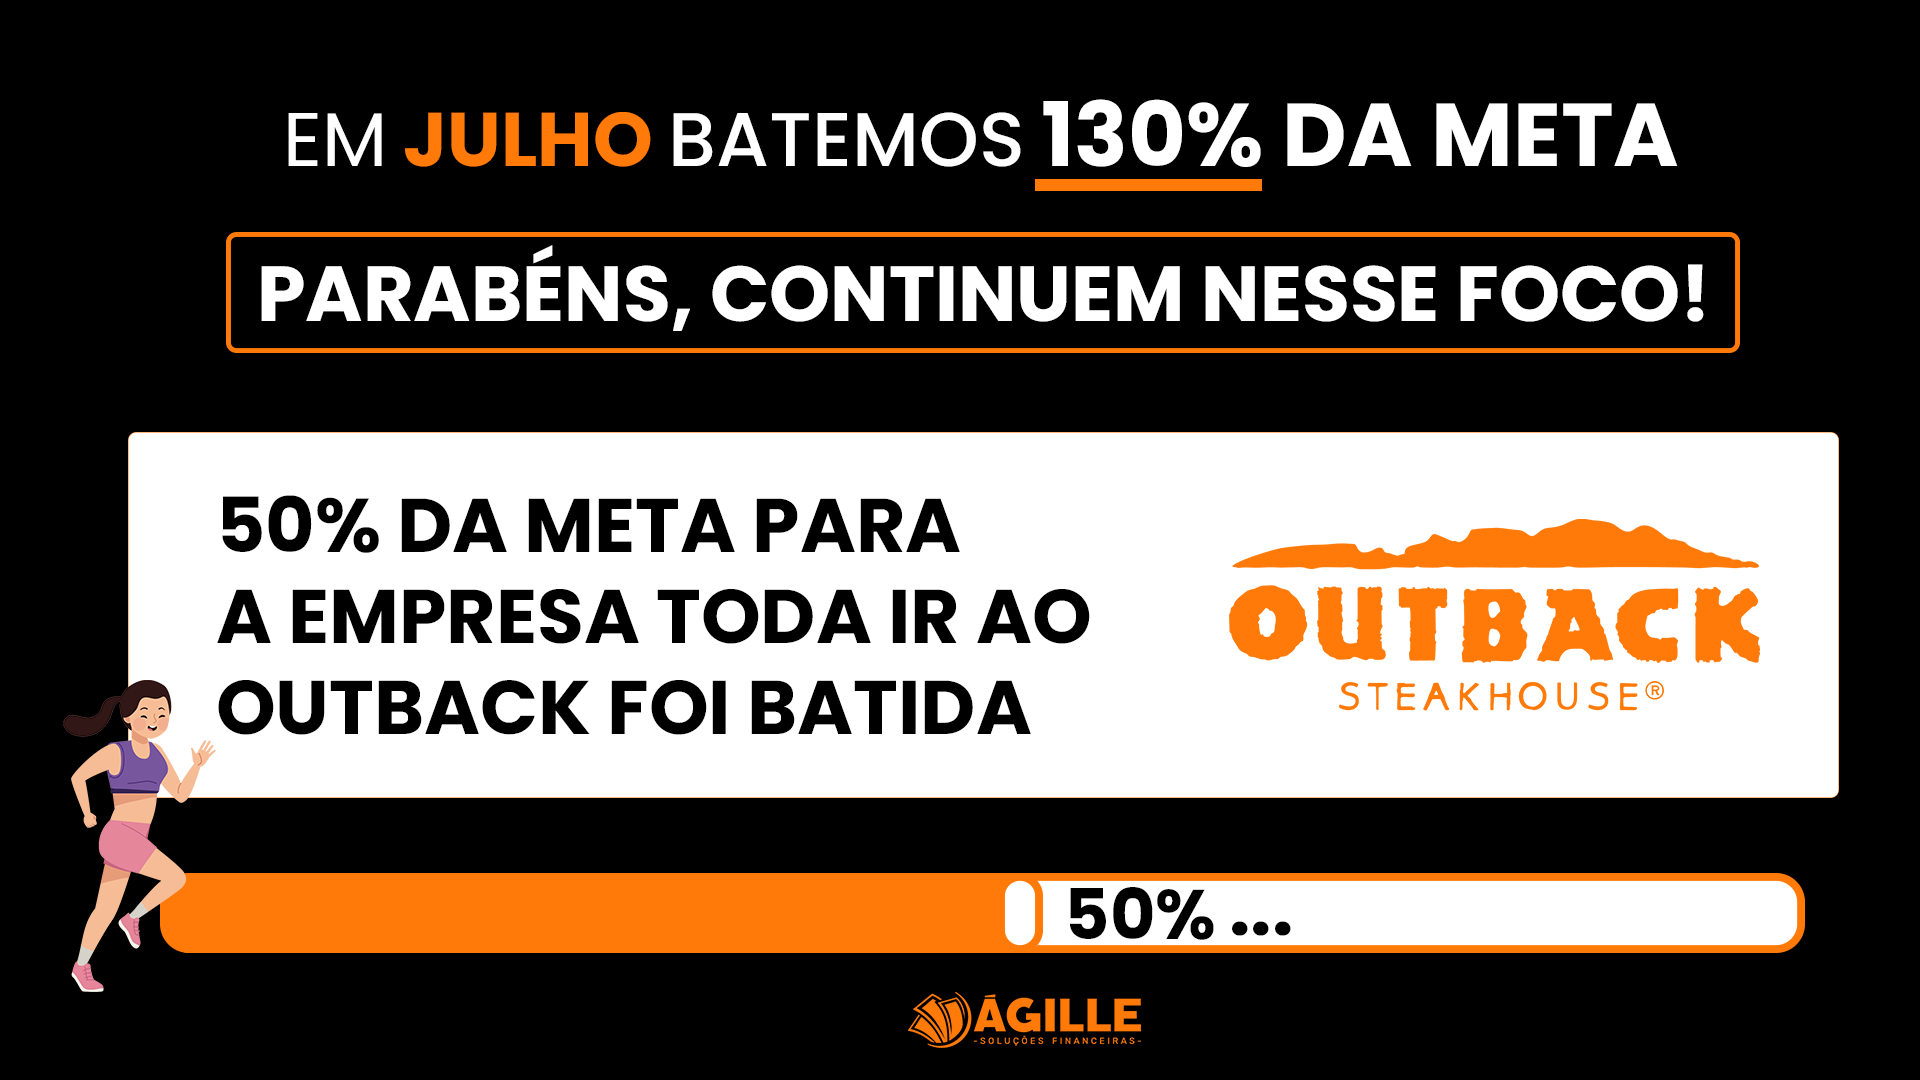 EM JULHO BATEMOS 130% DA META
PARABÉNS, CONTINUEM NESSE FOCO!
50% DA META PARA
A EMPRESA TODA IR AO
OUTBACK FOI BATIDA
OUTBACK
STEAKHOUSE®
50% ...
ÁGILLE
-SOLUÇÕES FINANCEIRAS-